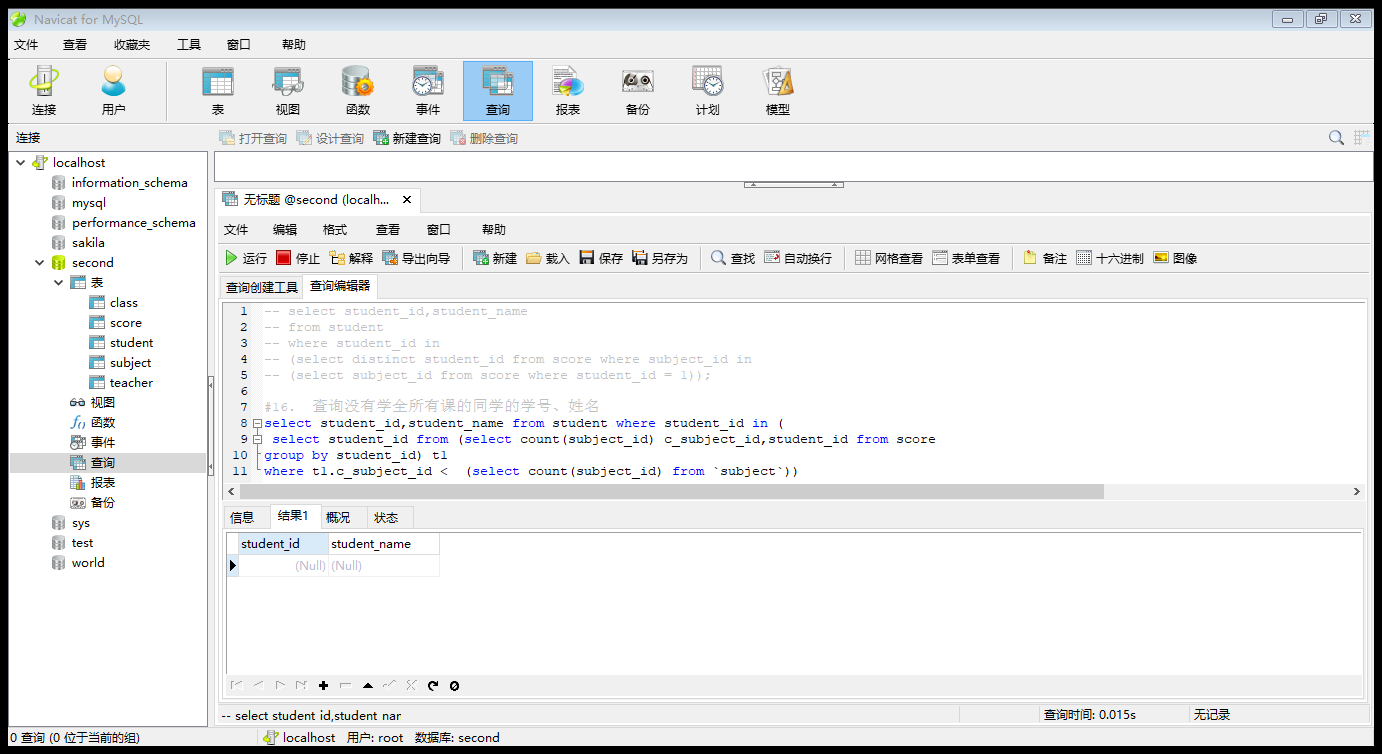 Navicat for MySQL
文件 查看 收藏夹 工具 窗口 帮助
连接 用户 表 视图 函数 事件 查询 报表 备份 计划 模型
连接
打开查询 设计查询 新建查询 删除查询
localhost
information_schema
mysql
performance_schema
sakila
second
表
class
score
student
subject
teacher
视图
函数
事件
查询
报表
备份
sys
test
world
无标题 @second (localh...
文件 编辑 格式 查看 窗口 帮助
运行 停止 解释 导出向导 新建 载入 保存 另存为 查找 自动换行 网格查看 表单查看 备注 十六进制 图像
查询创建工具 查询编辑器
1 -- select student_id,student_name
2 -- from student
3 -- where student_id in
4 -- (select distinct student_id from score where subject_id in
5 -- (select subject_id from score where student_id = 1));
6
7 #16. 查询没有学全所有课的同学的学号、姓名
8 select student_id,student_name from student where student_id in (
9 select student_id from (select count(subject_id) c_subject_id,student_id from score
10 group by student_id) t1
11 where t1.c_subject_id < (select count(subject_id) from `subject`))
信息 结果1 概况 状态
student_id student_name
(Null) (Null)
-- select student id,student nar
查询时间: 0.015s
无记录
0 查询 (0 位于当前的组) localhost 用户: root 数据库: second